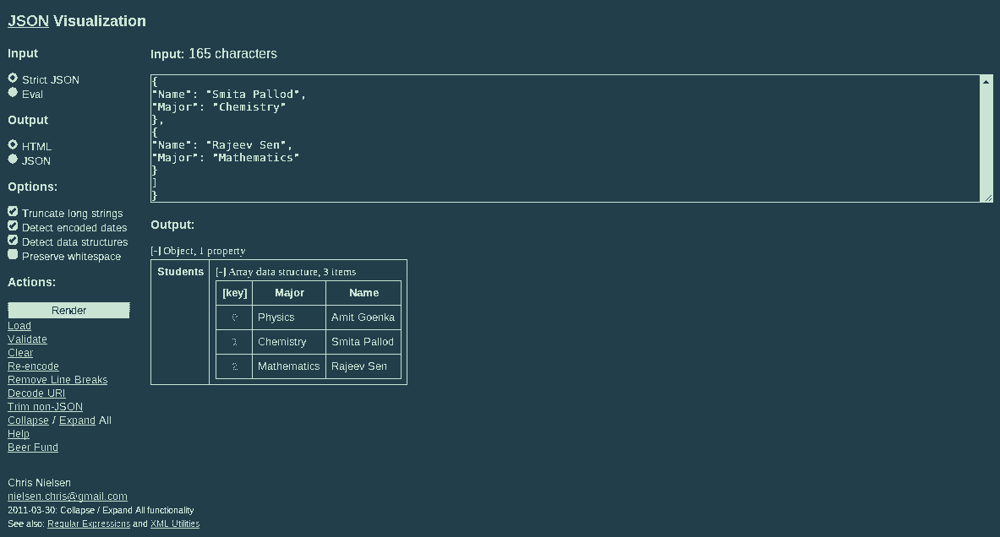 JSON Visualization
Input
Strict JSON
Eval
Output
HTML
JSON
Options:
Truncate long strings
Detect encoded dates
Detect data structures
Preserve whitespace
Actions:
Render
Load
Validate
Clear
Re-encode
Remove Line Breaks
Decode URI
Trim non-JSON
Collapse / Expand All
Help
Beer Fund
Chris Nielsen
nielsen.chris@gmail.com
2011-03-30: Collapse / Expand All functionality
See also: Regular Expressions and XML Utilities
Input: 165 characters
{
"Name": "Smita Pallod",
"Major": "Chemistry"
},
{
"Name": "Rajeev Sen",
"Major": "Mathematics"
}
]
}
Output:
[-] Object, 1 property
Students
[-] Array data structure, 3 items
[key] Major Name
0 Physics Amit Goenka
1 Chemistry Smita Pallod
2 Mathematics Rajeev Sen